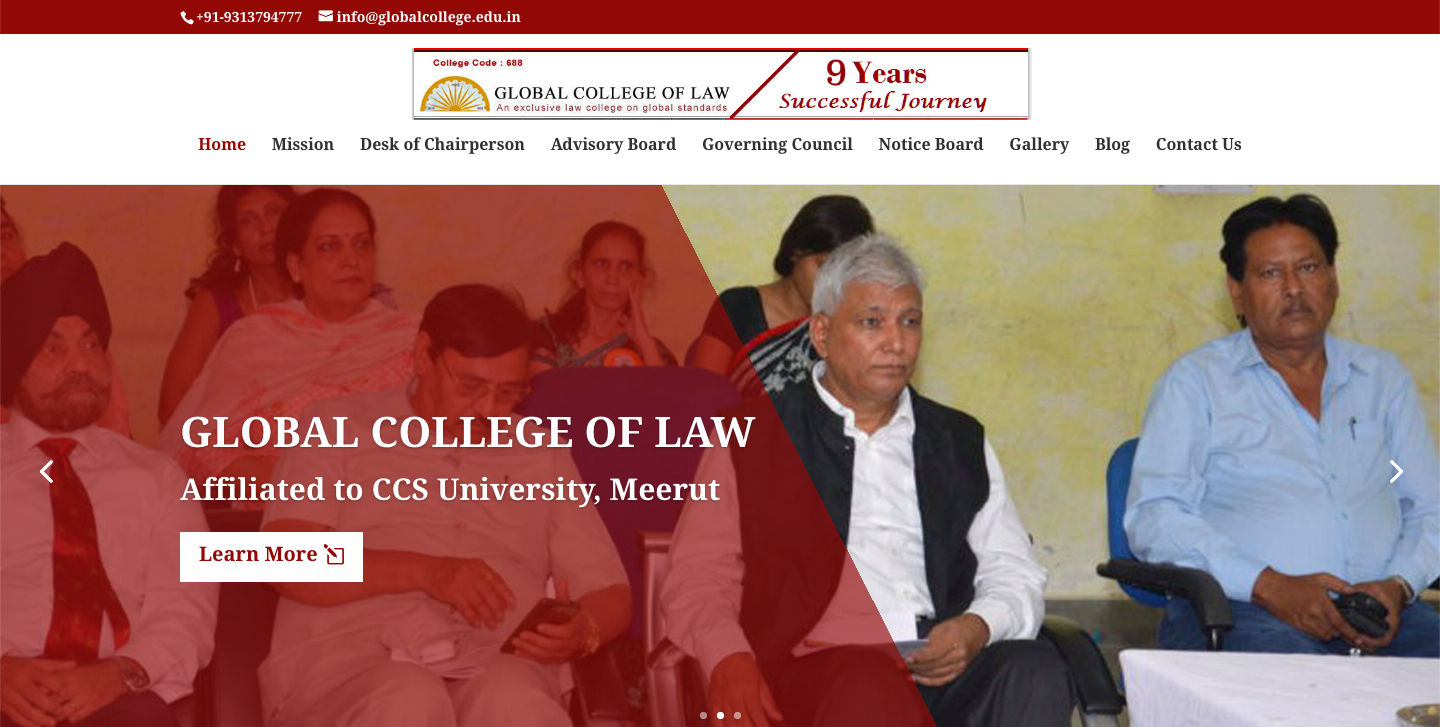 +91-9313794777 info@globalcollege.edu.in
College Code : 688
GLOBAL COLLEGE OF LAW
An exclusive law college on global standards
9 Years
Successful Journey
Home Mission Desk of Chairperson Advisory Board Governing Council Notice Board Gallery Blog Contact Us
GLOBAL COLLEGE OF LAW
Affiliated to CCS University, Meerut
Learn More